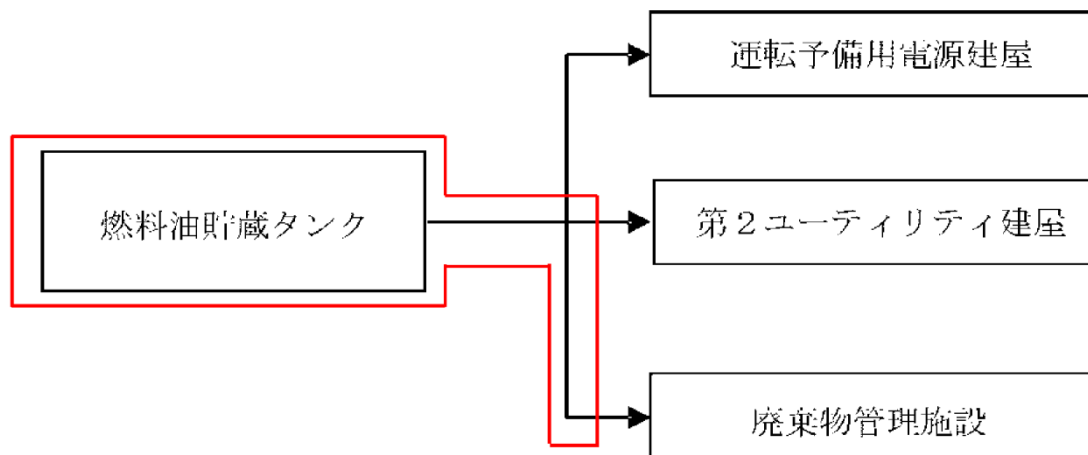 運転予備用電源建屋
燃料油貯蔵タンク
第２ユーティリティ建屋
廃棄物管理施設